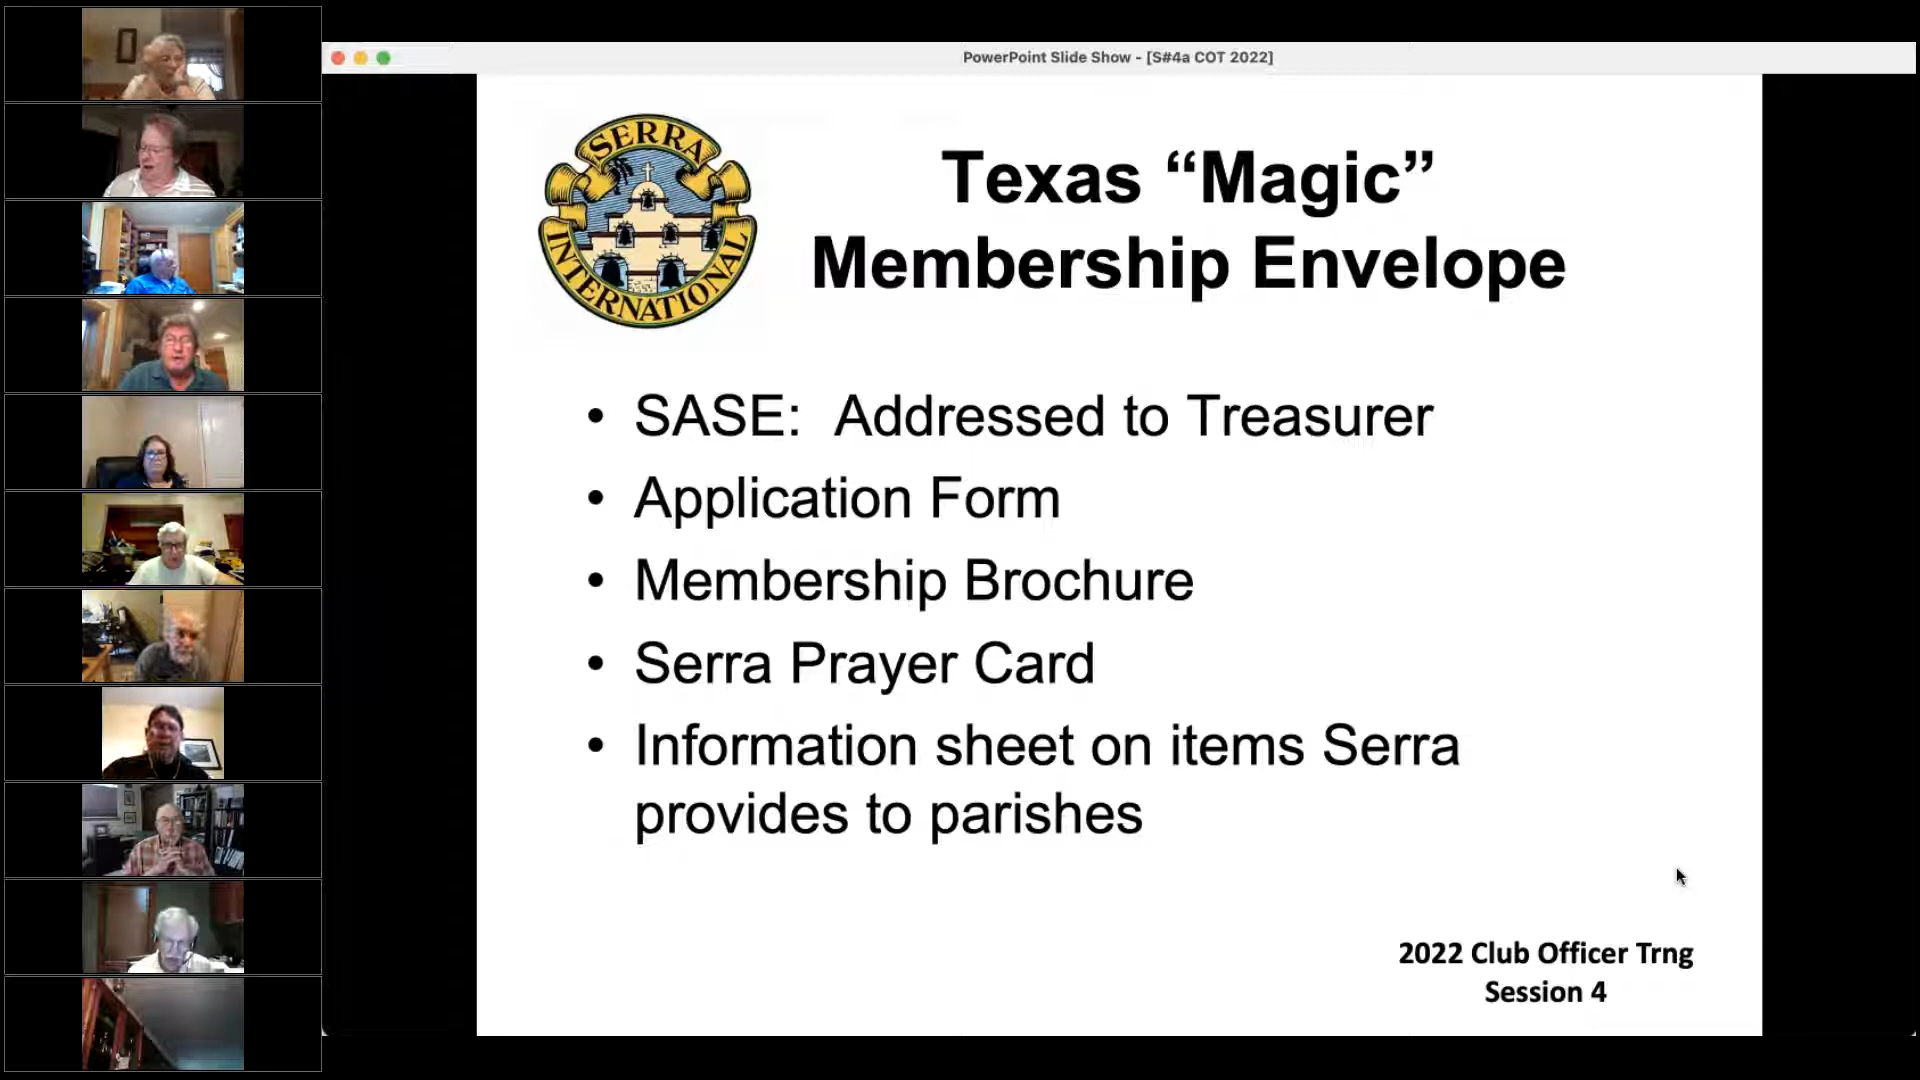 PowerPoint Slide Show - [S#4a COT 2022]
SERRA
INTERNATIONAL
Texas “Magic”
Membership Envelope
• SASE:  Addressed to Treasurer
• Application Form
• Membership Brochure
• Serra Prayer Card
• Information sheet on items Serra
provides to parishes
2022 Club Officer Trng
Session 4